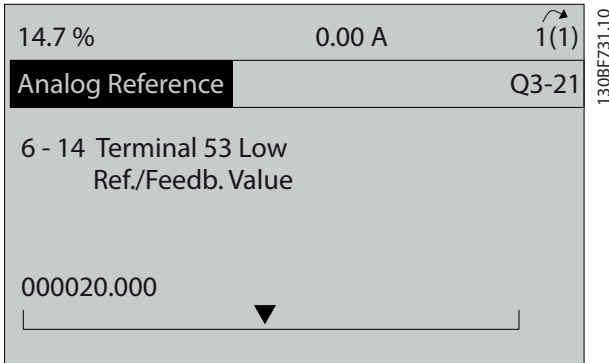 14.7 % 0.00 A 1(1)
Analog Reference Q3-21
6 - 14 Terminal 53 Low
Ref./Feedb. Value
000020.000
130BF731.10